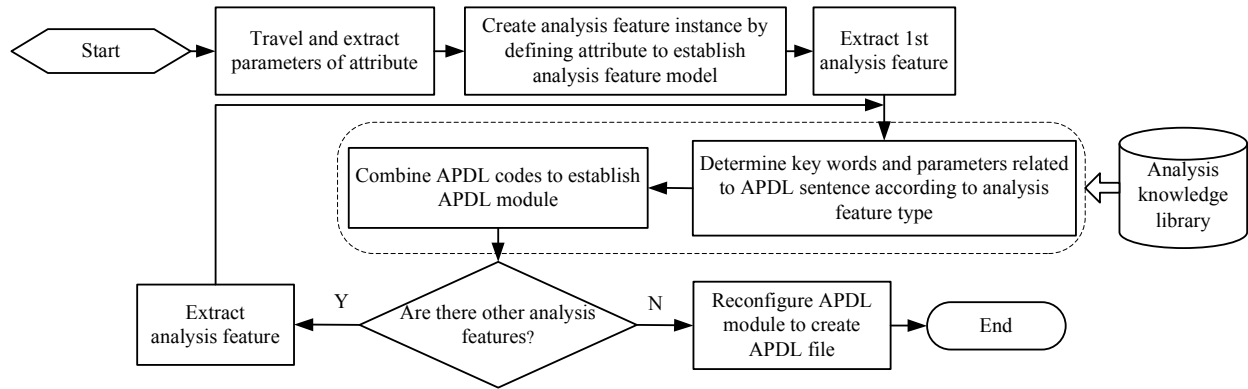 Start
Travel and extract
parameters of attribute
Create analysis feature instance by
defining attribute to establish
analysis feature model
Extract 1st
analysis feature
Combine APDL codes to establish
APDL module
Determine key words and parameters related
to APDL sentence according to analysis
feature type
Analysis
knowledge
library
Extract
analysis feature
Y
Are there other analysis
features?
N
Reconfigure APDL
module to create
APDL file
End